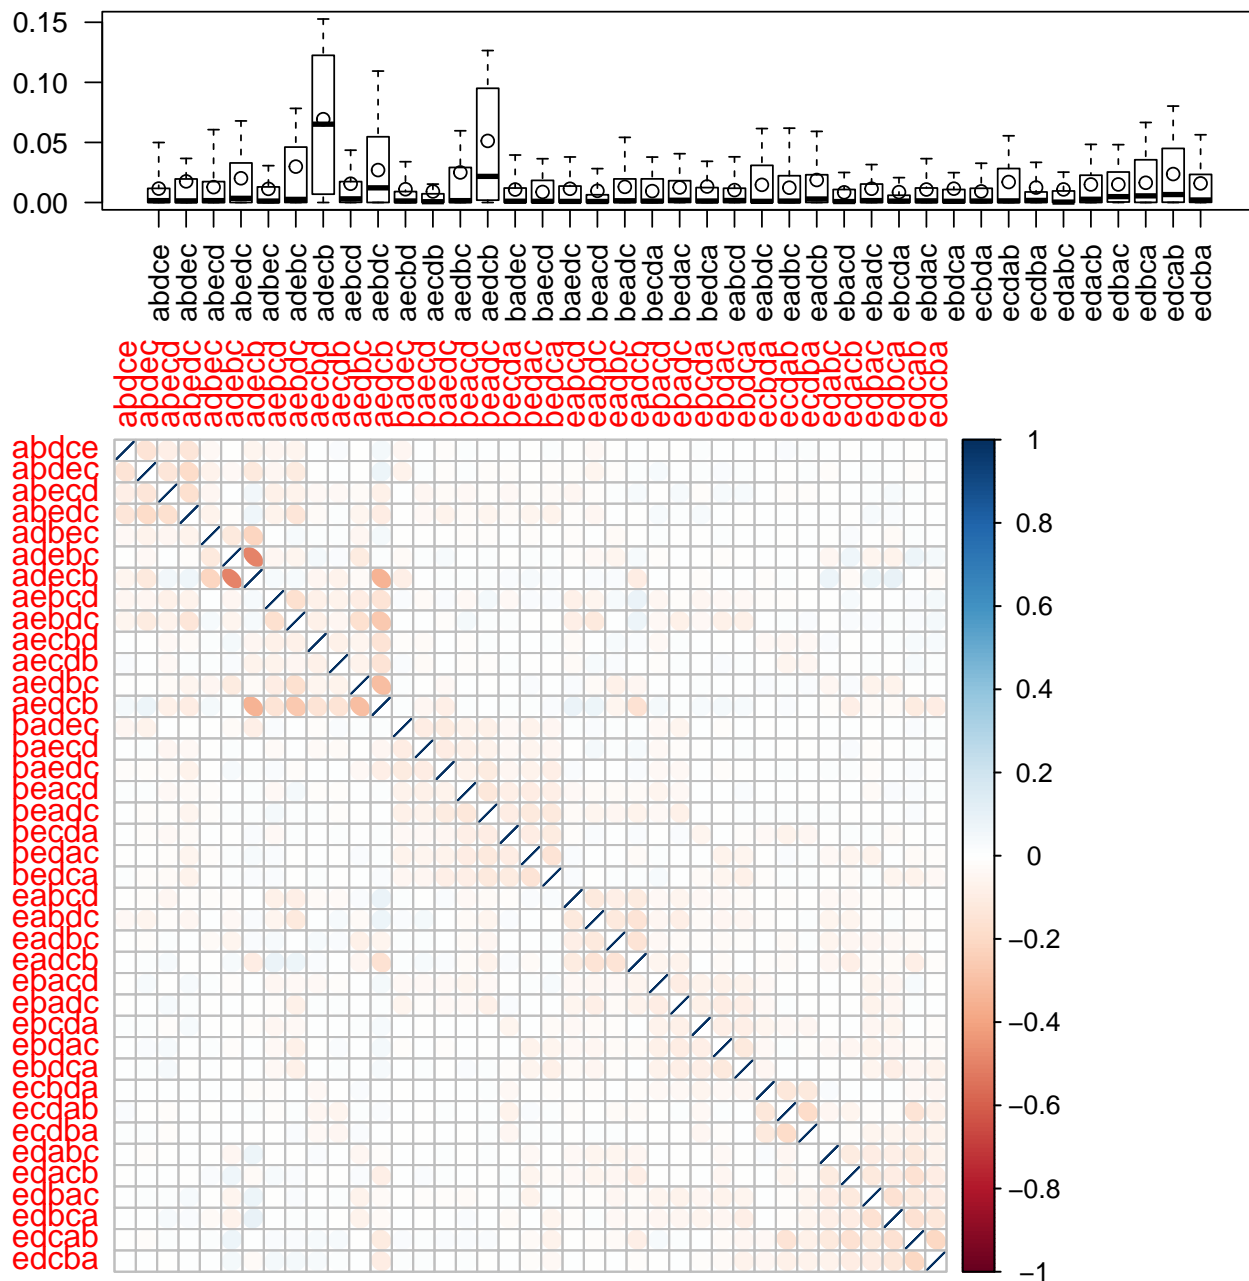 0.15
0.10
0.05
0.00
abdce
abdec
abecd
abedc
adbec
adebc
adecb
aebcd
aebdc
aecbd
aecdb
aedbc
aedcb
badec
baecd
baedc
beacd
beadc
becda
bedac
bedca
eabcd
eabdc
eadbc
eadcb
ebacd
ebadc
ebcda
ebdac
ebdca
ecbda
ecdab
ecdba
edabc
edacb
edbac
edbca
edcab
edcba
abdce
abdec
abecd
abedc
adbec
adebc
adecb
aebcd
aebdc
aecbd
aecdb
aedbc
aedcb
badec
baecd
baedc
beacd
beadc
becda
bedac
bedca
eabcd
eabdc
eadbc
eadcb
ebacd
ebadc
ebcda
ebdac
ebdca
ecbda
ecdab
ecdba
edabc
edacb
edbac
edbca
edcab
edcba
abdce
abdec
abecd
abedc
adbec
adebc
adecb
aebcd
aebdc
aecbd
aecdb
aedbc
aedcb
badec
baecd
baedc
beacd
beadc
becda
bedac
bedca
eabcd
eabdc
eadbc
eadcb
ebacd
ebadc
ebcda
ebdac
ebdca
ecbda
ecdab
ecdba
edabc
edacb
edbac
edbca
edcab
edcba
1
0.8
0.6
0.4
0.2
0
−0.2
−0.4
−0.6
−0.8
−1